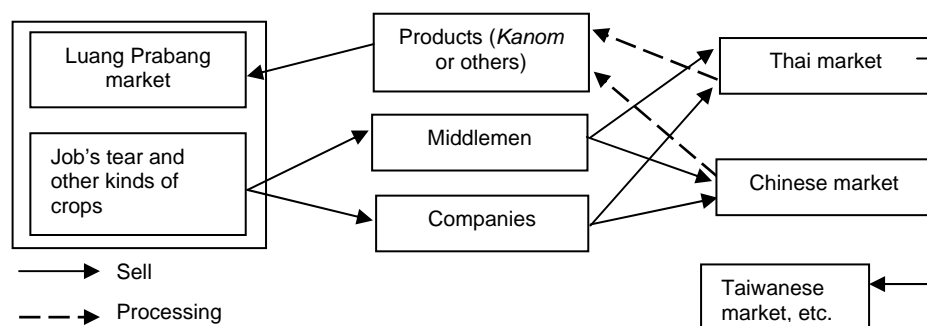 Luang Prabang
market
Job's tear and
other kinds of
crops
Products (Kanom
or others)
Middlemen
Companies
Thai market
Chinese market
Taiwanese
market, etc.
Sell
Processing